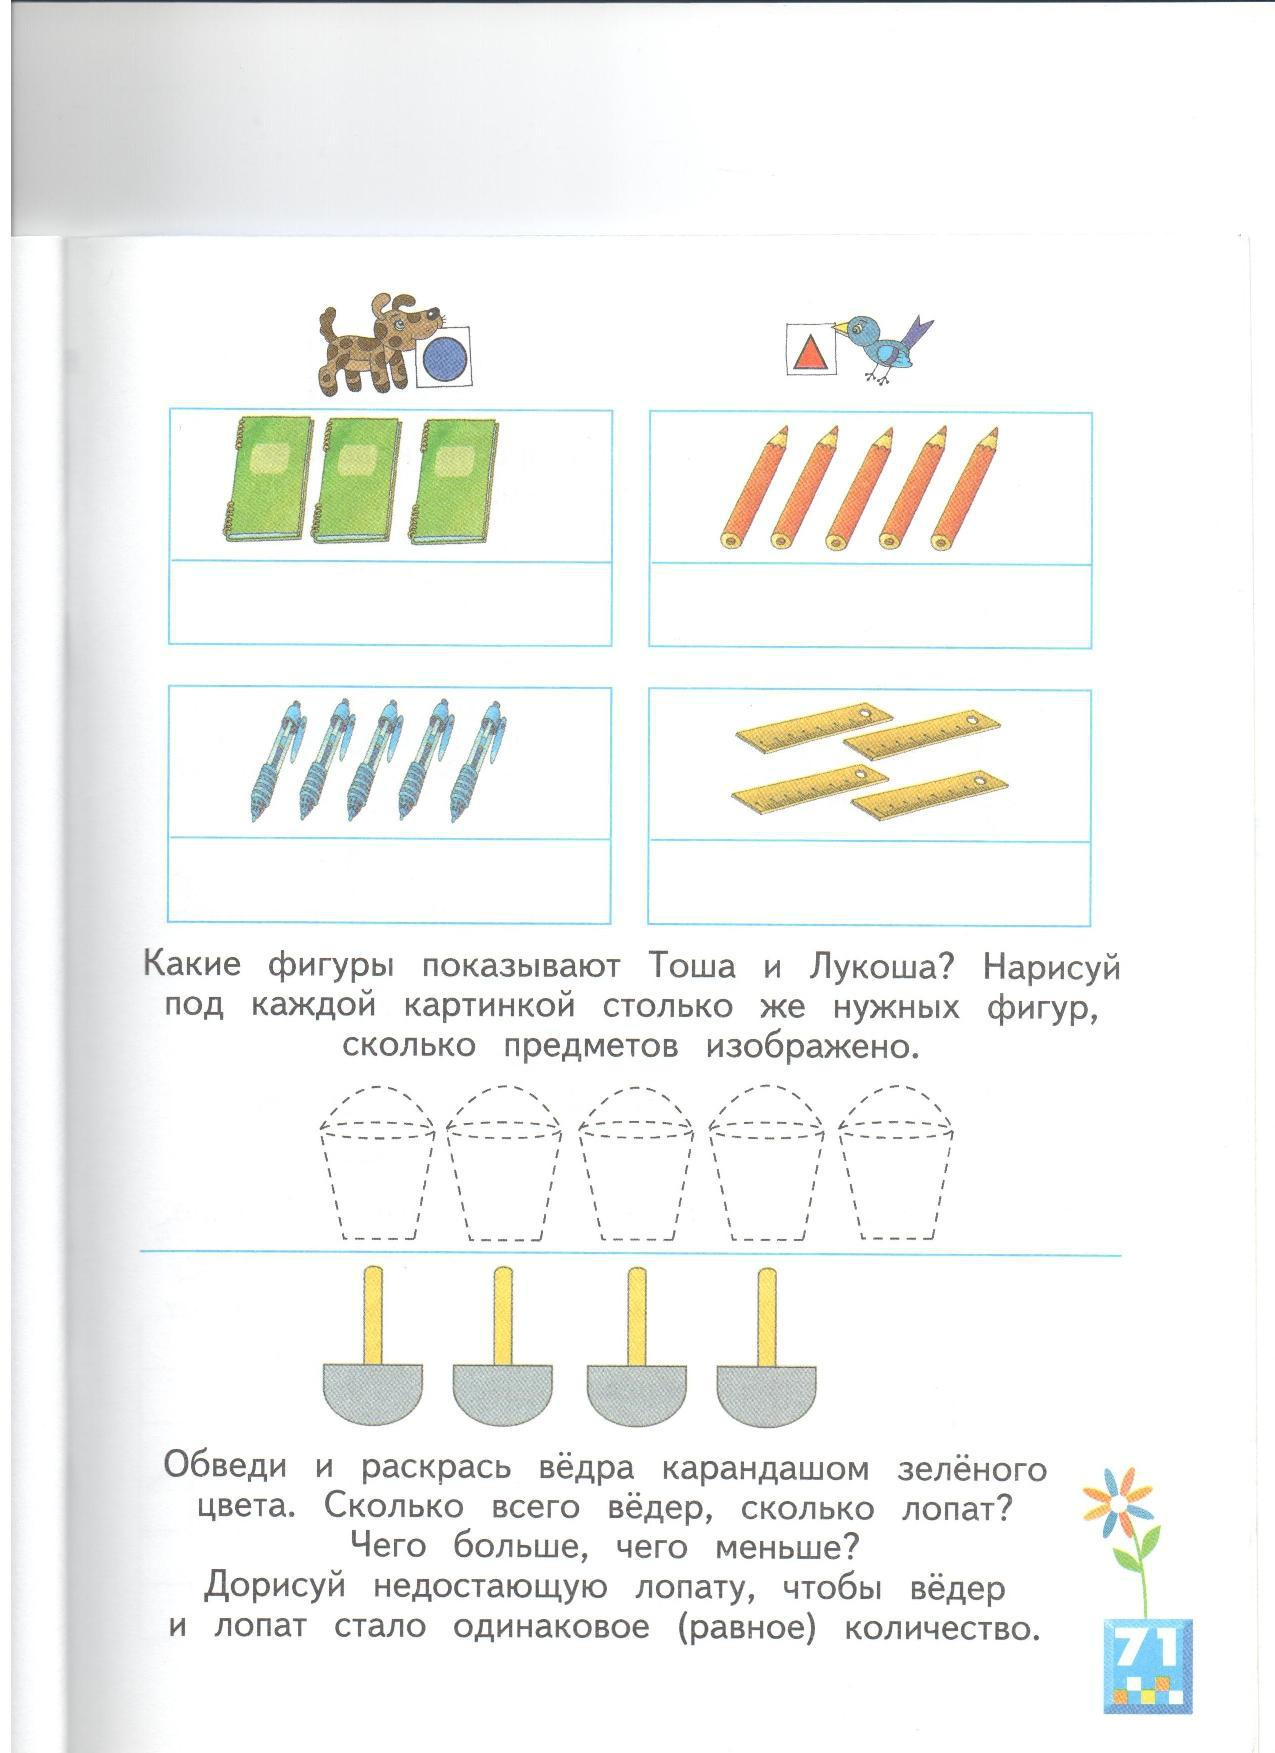 Какие фигуры показывают Тоша и Лукоша? Нарисуй
под каждой картинкой столько же нужных фигур,
сколько предметов изображено.
Обведи и раскрась вёдра карандашом зелёного
цвета. Сколько всего вёдер, сколько лопат?
Чего больше, чего меньше?
Дорисуй недостающую лопату, чтобы вёдер
и лопат стало одинаковое (равное) количество.
71